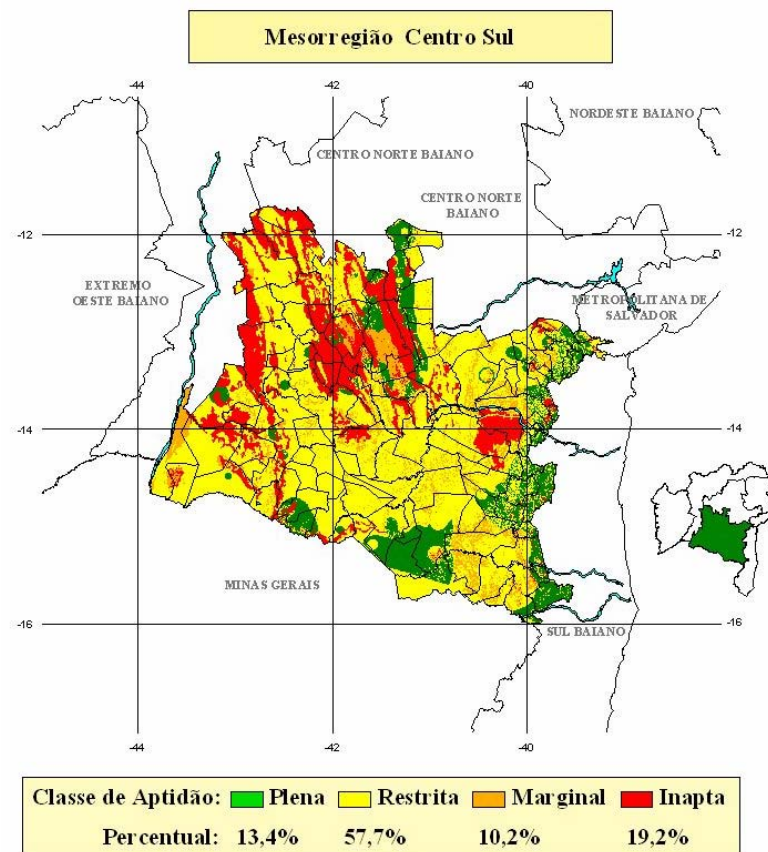 Mesorregião Centro Sul
-44
-42
-40
NORDESTE BAIANO
CENTRO NORTE BAIANO
CENTRO NORTE
BAIANO
-12
-12
EXTREMO
OESTE BAIANO
METROPOLITANA DE
SALVADOR
-14
-14
MINAS GERAIS
-16
SUL BAIANO
-16
-44
-42
-40
Classe de Aptidão: Plena Restrita Marginal Inapta
Percentual: 13,4% 57,7% 10,2% 19,2%